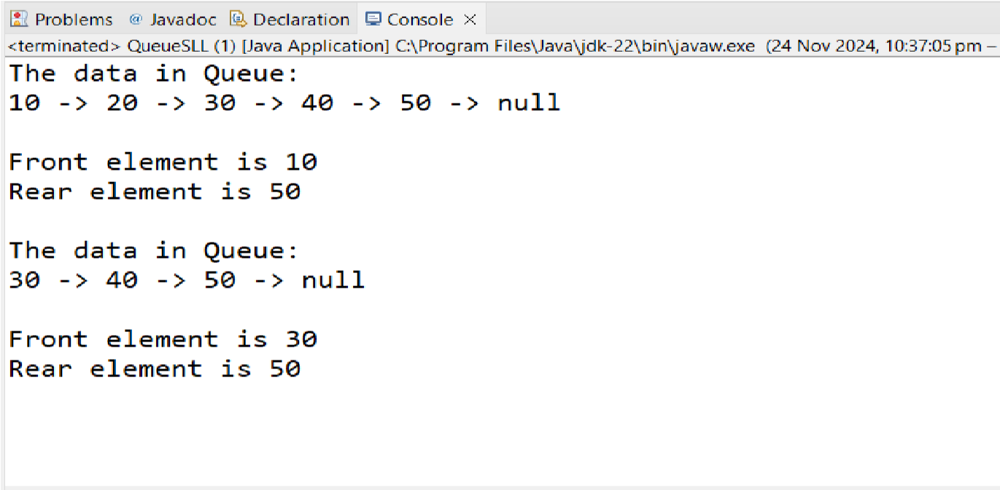 Problems @ Javadoc Declaration Console
<terminated> QueueSLL (1) [Java Application] C:\Program Files\Java\jdk-22\bin\javaw.exe (24 Nov 2024, 10:37:05 pm –
The data in Queue:
10 -> 20 -> 30 -> 40 -> 50 -> null
Front element is 10
Rear element is 50
The data in Queue:
30 -> 40 -> 50 -> null
Front element is 30
Rear element is 50